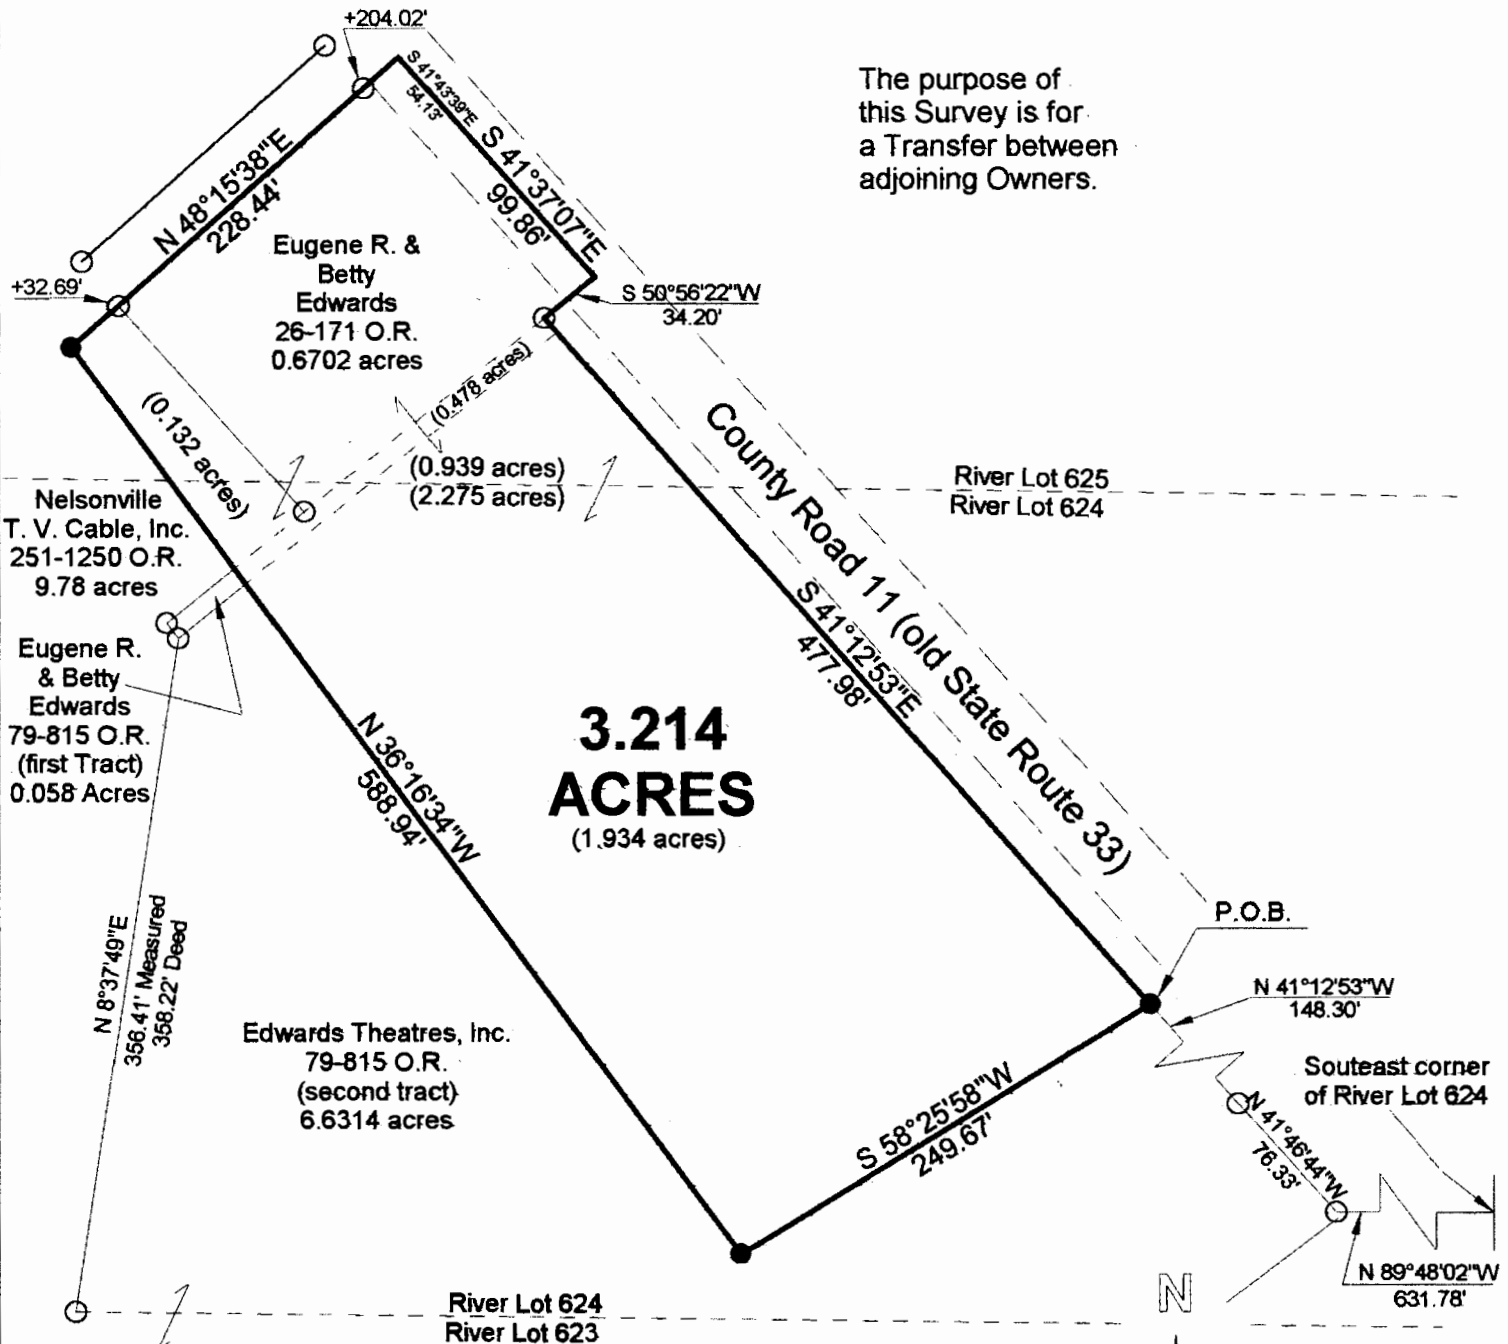 +204.02'
The purpose of
this Survey is for
a Transfer between
adjoining Owners.
S 41°43'39"E
54.13'
S 41°37'07"E
99.86'
N 48°15'38"E
228.44'
+32.69'
Eugene R. &
Betty
Edwards
26-171 O.R.
0.6702 acres
S 50°56'22"W
34.20'
(0.478 acres)
(0.132 acres)
(0.939 acres)
(2.275 acres)
River Lot 625
River Lot 624
County Road 11 (old State Route 33)
Nelsonville
T. V. Cable, Inc.
251-1250 O.R.
9.78 acres
Eugene R.
& Betty
Edwards
79-815 O.R.
(first Tract)
0.058 Acres
S 41°12'53"E
477.98'
N 36°16'34"W
588.94'
3.214
ACRES
(1.934 acres)
N 8°37'49"E
356.41' Measured
358.22' Deed
P.O.B.
N 41°12'53"W
148.30'
Edwards Theatres, Inc.
79-815 O.R.
(second tract)
6.6314 acres
S 58°25'58"W
249.67'
Souteast corner
of River Lot 624
N 41°46'44"W
76.33'
N 89°48'02"W
631.78'
N
River Lot 624
River Lot 623